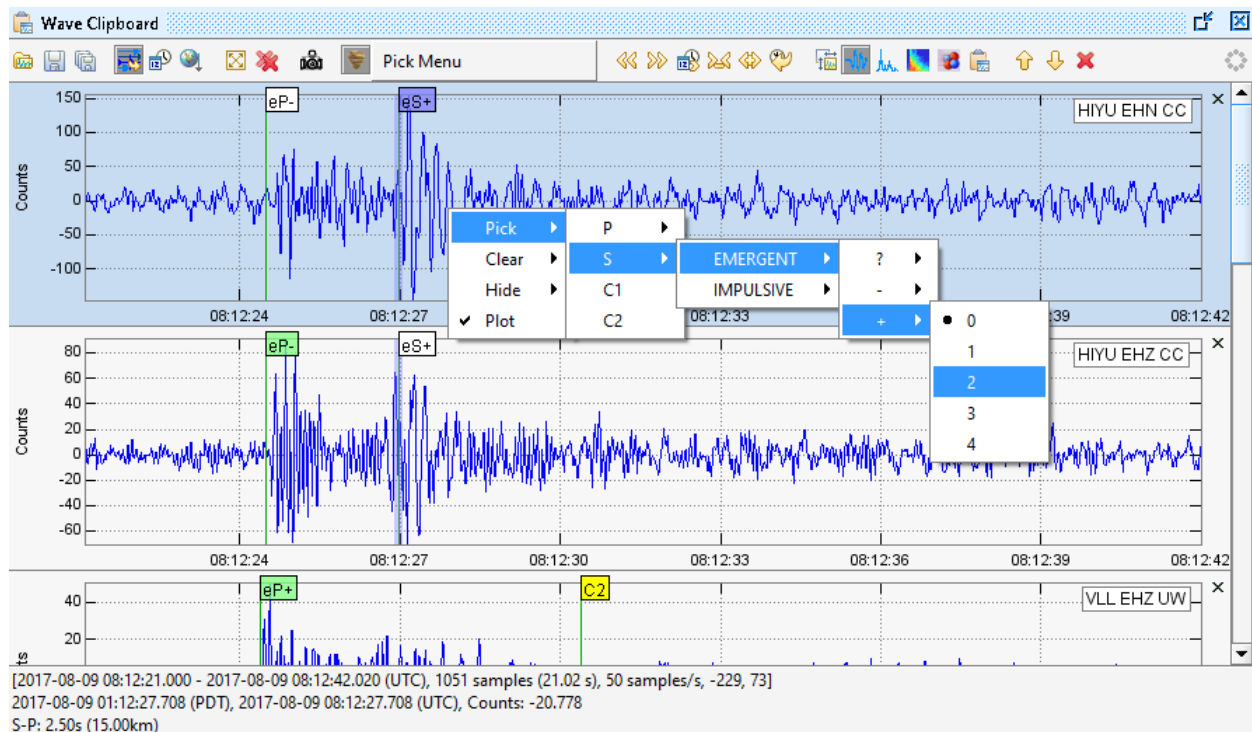 Wave Clipboard
Pick Menu
150
100
50
0
-50
-100
Counts
eP-
eS+
HIYU EHN CC
08:12:24
08:12:27
08:12:33
:39
08:12:42
Pick
Clear
Hide
Plot
P
S
C1
C2
EMERGENT
IMPULSIVE
?
-
+
0
1
2
3
4
80
60
40
20
0
-20
-40
-60
Counts
eP-
eS+
HIYU EHZ CC
08:12:24
08:12:27
08:12:30
08:12:33
08:12:36
08:12:39
08:12:42
40
20
ts
eP+
C2
VLL EHZ UW
[2017-08-09 08:12:21.000 - 2017-08-09 08:12:42.020 (UTC), 1051 samples (21.02 s), 50 samples/s, -229, 73]
2017-08-09 01:12:27.708 (PDT), 2017-08-09 08:12:27.708 (UTC), Counts: -20.778
S-P: 2.50s (15.00km)